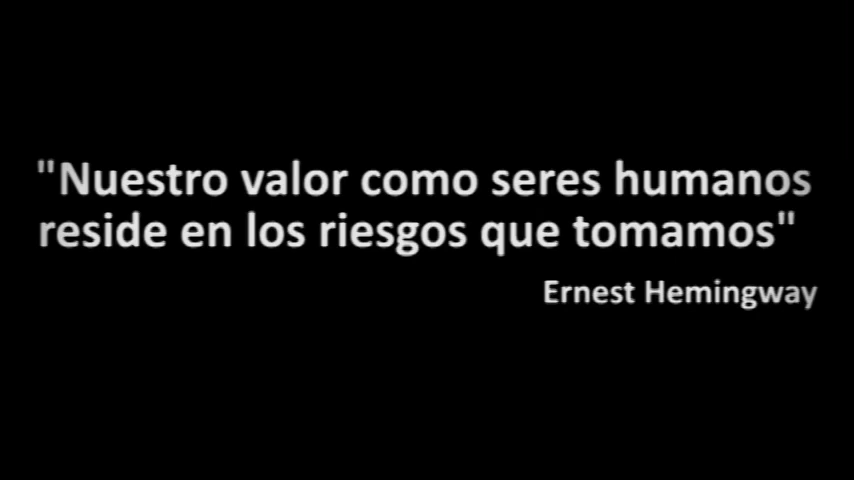 "Nuestro valor como seres humanos
reside en los riesgos que tomamos"
Ernest Hemingway